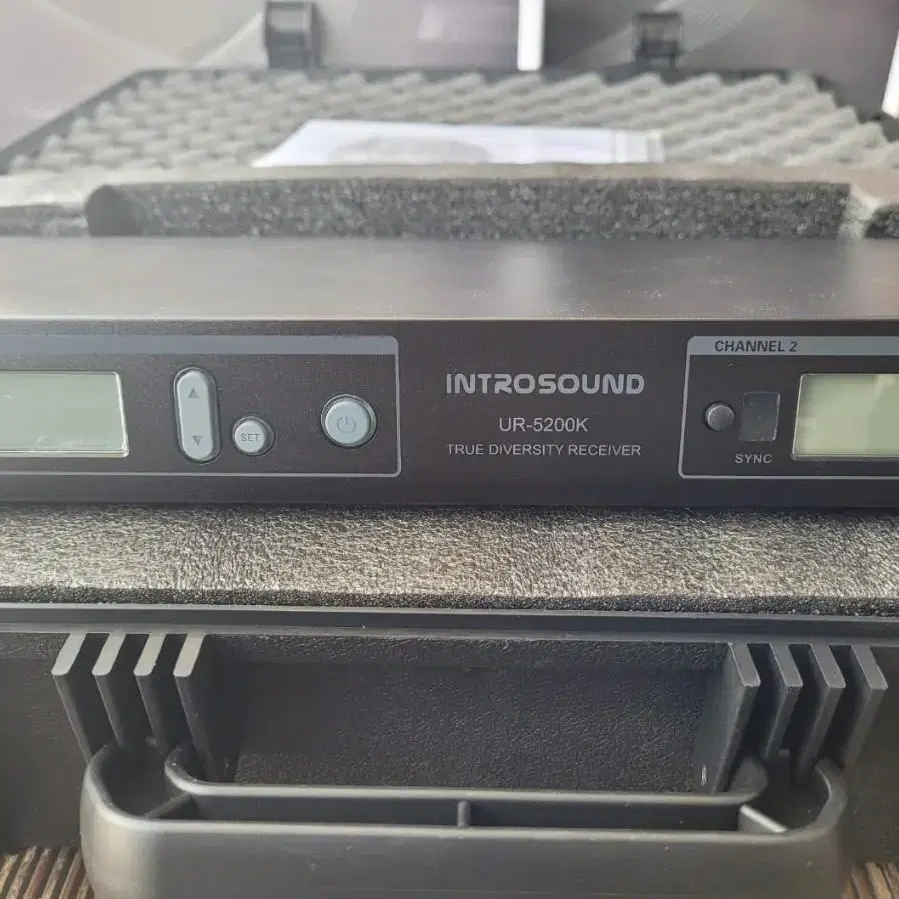 SET
INTROSOUND
UR-5200K
TRUE DIVERSITY RECEIVER
CHANNEL 2
SYNC